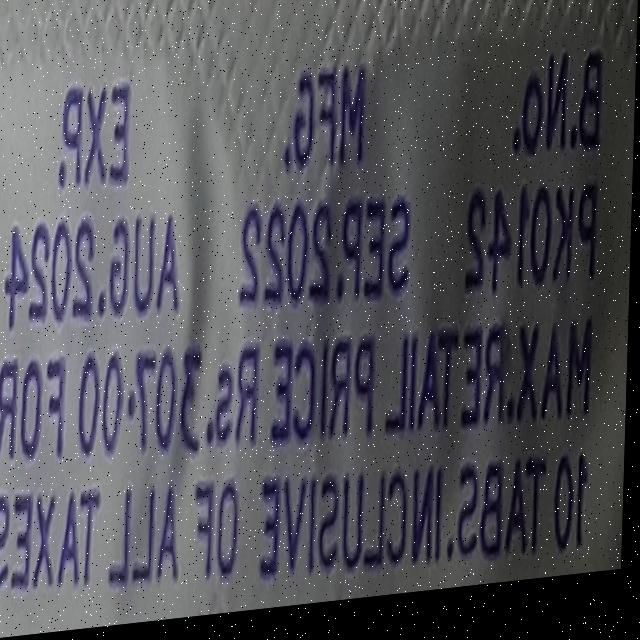 B.NO. MFG. EXP.
PK0142 SEP.2022 AUG.2024
MAX.RETAIL PRICE Rs.307·00 FOR
10 TABS.INCLUSIVE OF ALL TAXES